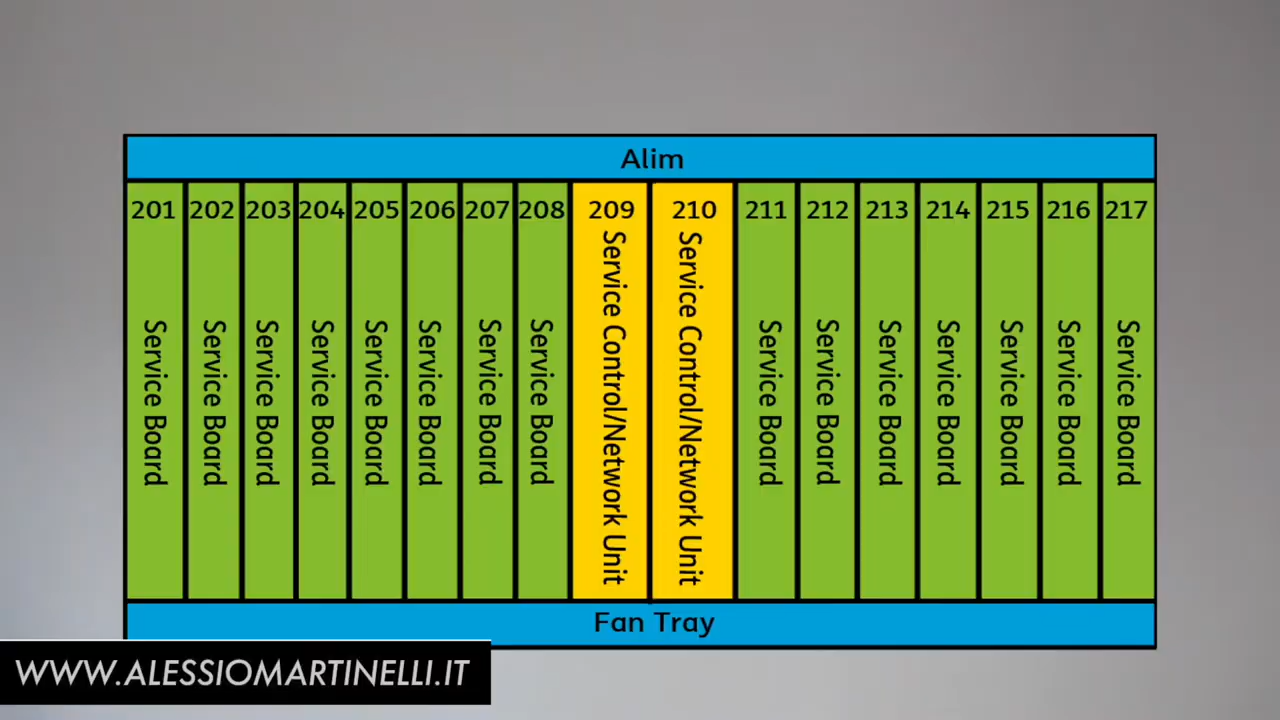 Alim
201 202 203 204 205 206 207 208 209 210 211 212 213 214 215 216 217
Service Board
Service Board
Service Board
Service Board
Service Board
Service Board
Service Board
Service Board
Service Control/Network Unit
Service Control/Network Unit
Service Board
Service Board
Service Board
Service Board
Service Board
Service Board
Service Board
Fan Tray
WWW.ALESSIOMARTINELLI.IT